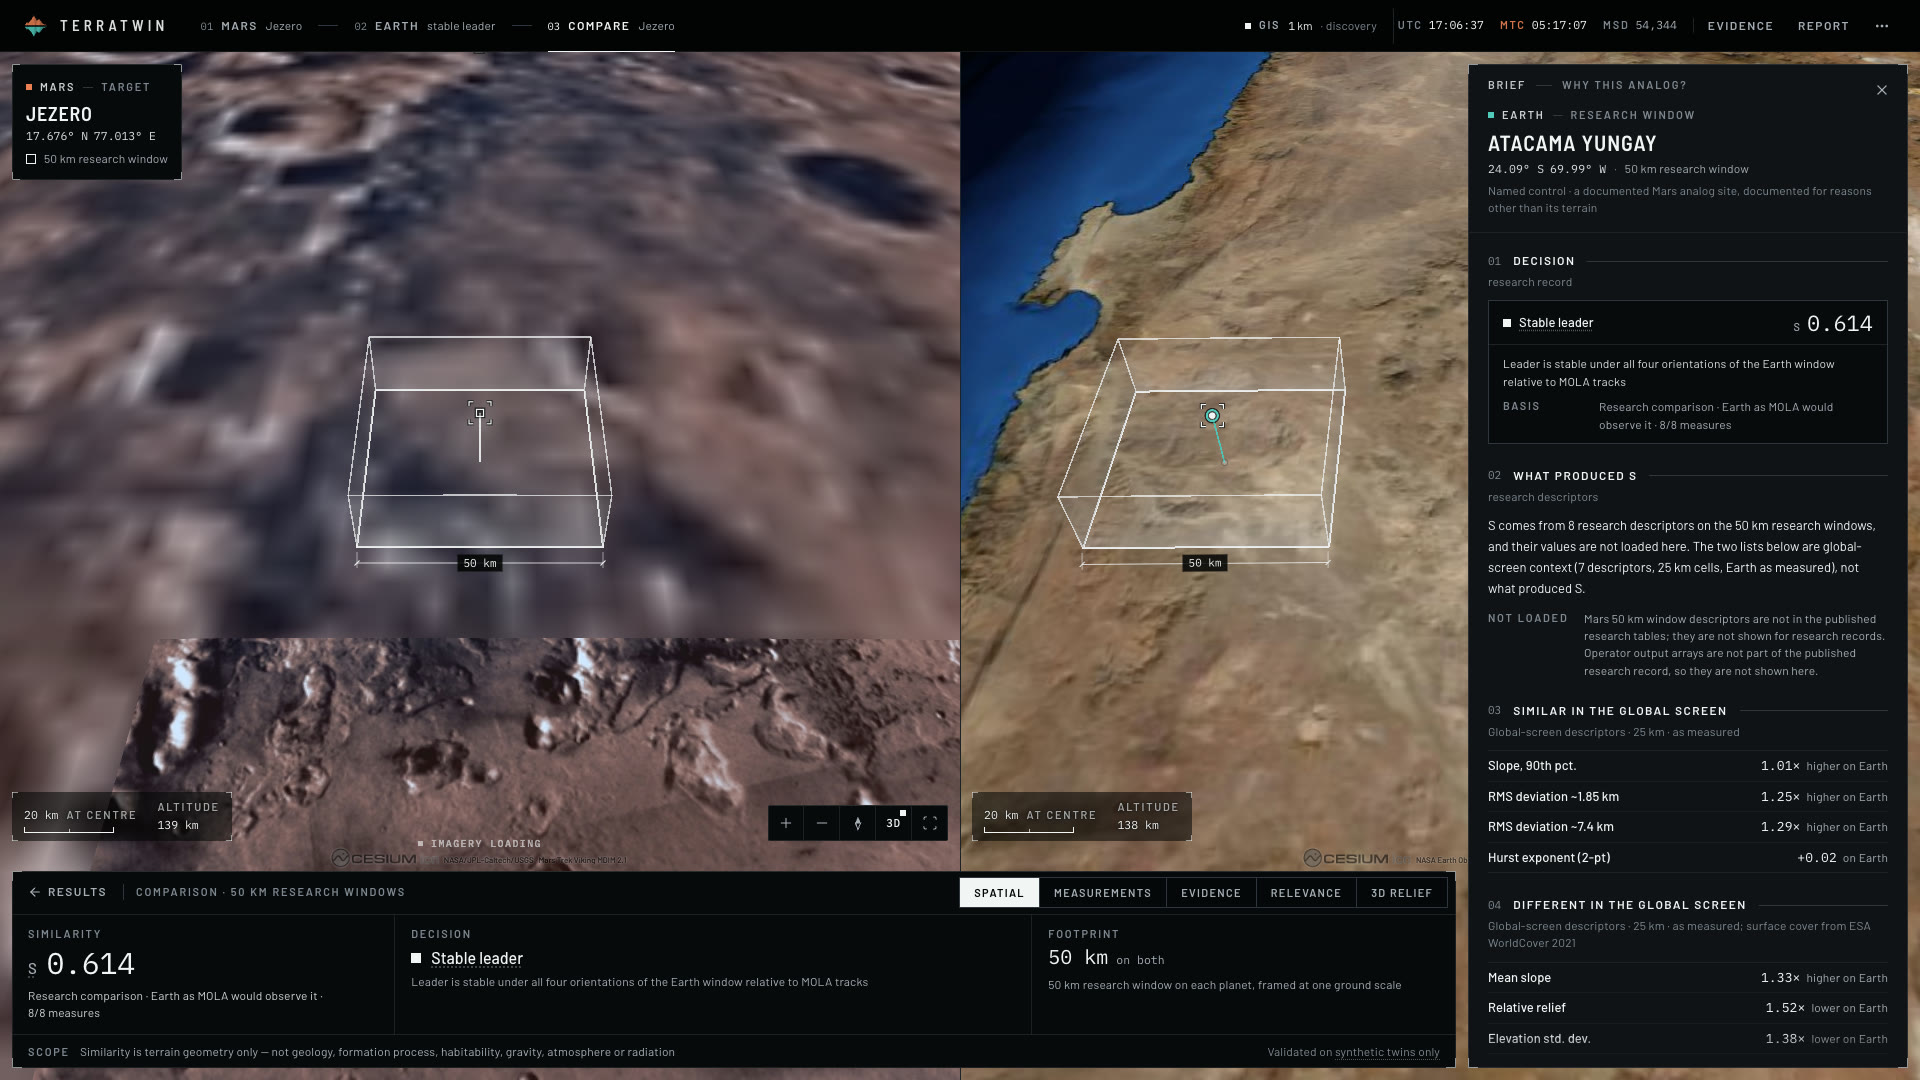 TERRATWIN
01 MARS Jezero — 02 EARTH stable leader — 03 COMPARE Jezero
GIS 1 km · discovery
UTC 17:06:37 MTC 05:17:07 MSD 54,344
EVIDENCE REPORT ···
MARS — TARGET
JEZERO
17.676° N 77.013° E
50 km research window
50 km
20 km AT CENTRE
ALTITUDE
139 km
+ − 3D
IMAGERY LOADING
CESIUM NASA/JPL-Caltech/USGS, Mars Trek Viking MDIM 2.1
50 km
20 km AT CENTRE
ALTITUDE
138 km
CESIUM NASA Earth Ob
← RESULTS
COMPARISON · 50 KM RESEARCH WINDOWS
SPATIAL MEASUREMENTS EVIDENCE RELEVANCE 3D RELIEF
SIMILARITY
S 0.614
Research comparison · Earth as MOLA would observe it ·
8/8 measures
DECISION
Stable leader
Leader is stable under all four orientations of the Earth window relative to MOLA tracks
FOOTPRINT
50 km on both
50 km research window on each planet, framed at one ground scale
SCOPE Similarity is terrain geometry only — not geology, formation process, habitability, gravity, atmosphere or radiation
Validated on synthetic twins only
BRIEF — WHY THIS ANALOG?
EARTH — RESEARCH WINDOW
ATACAMA YUNGAY
24.09° S 69.99° W · 50 km research window
Named control · a documented Mars analog site, documented for reasons
other than its terrain
01 DECISION
research record
Stable leader S 0.614
Leader is stable under all four orientations of the Earth window
relative to MOLA tracks
BASIS Research comparison · Earth as MOLA would
observe it · 8/8 measures
02 WHAT PRODUCED S
research descriptors
S comes from 8 research descriptors on the 50 km research windows,
and their values are not loaded here. The two lists below are global-
screen context (7 descriptors, 25 km cells, Earth as measured), not
what produced S.
NOT LOADED Mars 50 km window descriptors are not in the published
research tables; they are not shown for research records.
Operator output arrays are not part of the published
research record, so they are not shown here.
03 SIMILAR IN THE GLOBAL SCREEN
Global-screen descriptors · 25 km · as measured
Slope, 90th pct. 1.01× higher on Earth
RMS deviation ~1.85 km 1.25× higher on Earth
RMS deviation ~7.4 km 1.29× higher on Earth
Hurst exponent (2-pt) +0.02 on Earth
04 DIFFERENT IN THE GLOBAL SCREEN
Global-screen descriptors · 25 km · as measured; surface cover from ESA
WorldCover 2021
Mean slope 1.33× higher on Earth
Relative relief 1.52× lower on Earth
Elevation std. dev. 1.38× lower on Earth